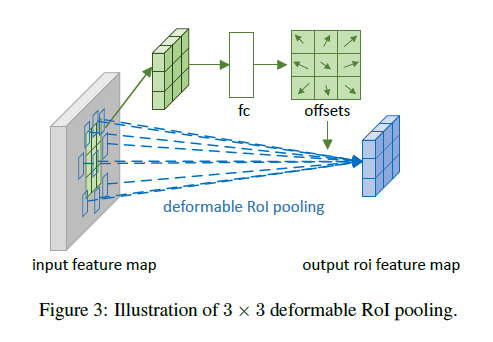 fc
offsets
deformable RoI pooling
input feature map
output roi feature map
Figure 3: Illustration of 3 × 3 deformable RoI pooling.